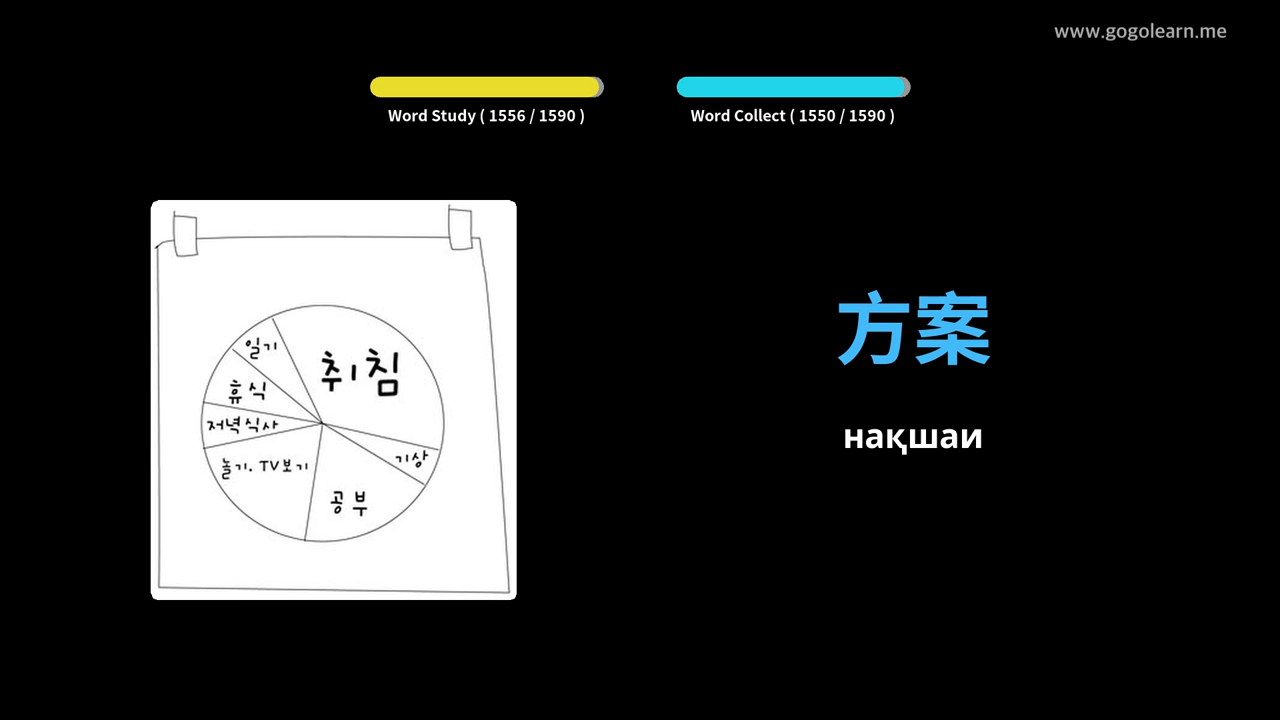 www.gogolearn.me
Word Study ( 1556 / 1590 )
Word Collect ( 1550 / 1590 )
일기
취침
휴식
저녁식사
놀기. TV보기
기상
공부
方案
нақшаи